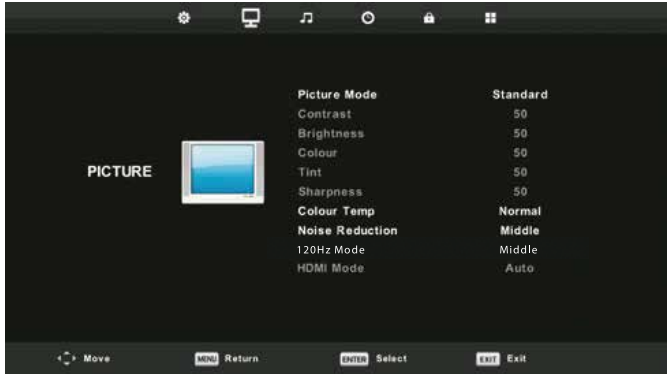 Picture Mode Standard
Contrast 50
Brightness 50
Colour 50
PICTURE
Tint 50
Sharpness 50
Colour Temp Normal
Noise Reduction Middle
120Hz Mode Middle
HDMI Mode Auto
Move MENU Return ENTER Select EXIT Exit